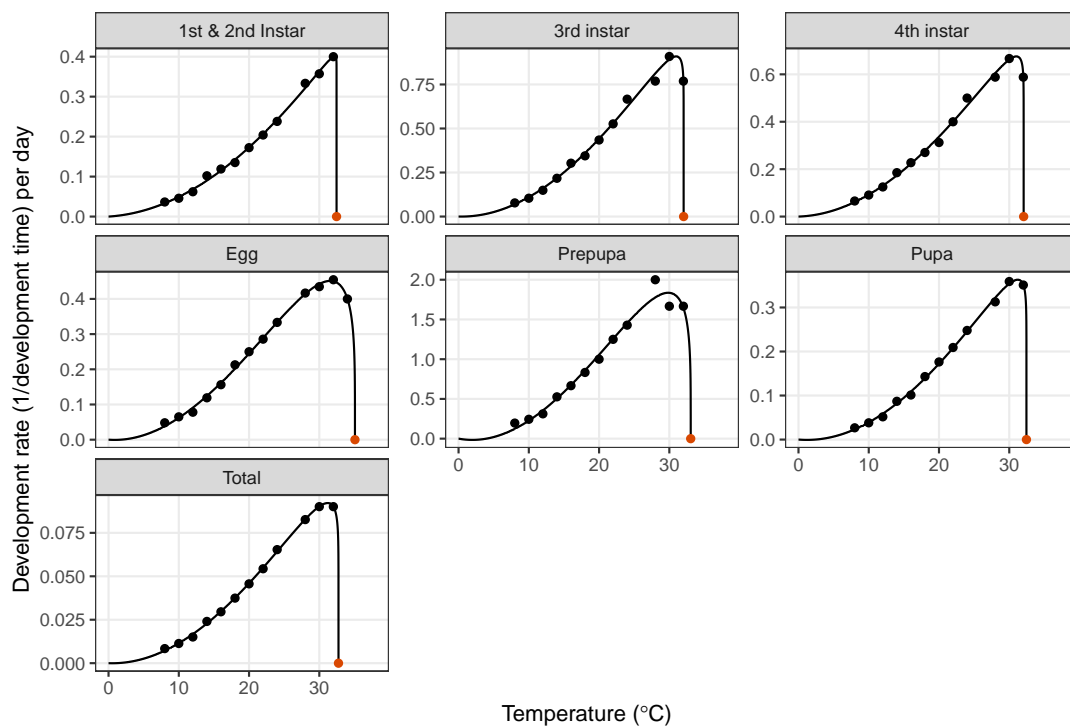 1st & 2nd Instar
3rd instar
4th instar
0.4
0.3
0.2
0.1
0.0
0.75
0.50
0.25
0.00
0.6
0.4
0.2
0.0
Egg
Prepupa
Pupa
0.4
0.3
0.2
0.1
0.0
2.0
1.5
1.0
0.5
0.0
0.3
0.2
0.1
0.0
0 10 20 30
0 10 20 30
Total
0.075
0.050
0.025
0.000
0 10 20 30
Development rate (1/development time) per day
Temperature (°C)